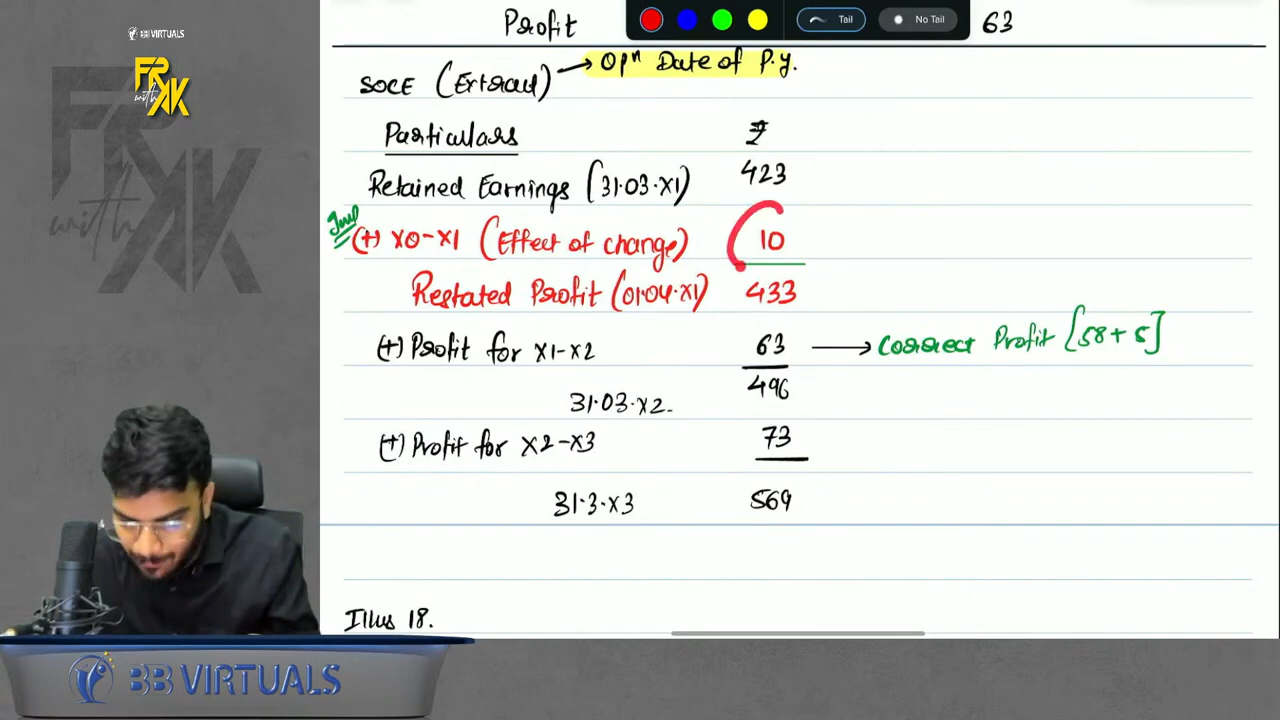 BB VIRTUALS
FR
with
AK
Profit
Tail
No Tail
63
SOCE (Extract) → Opⁿ Date of P.Y.
Particulars ₹
Retained Earnings (31.03.X1) 423
Imp (+) X0-X1 (Effect of change) 10
Restated Profit (01.04.X1) 433
(+) Profit for X1-X2 63 → Correct Profit [58+5]
496
31.03.X2.
(+) Profit for X2-X3 73
31.3.X3 569
Illus 18.
BB VIRTUALS